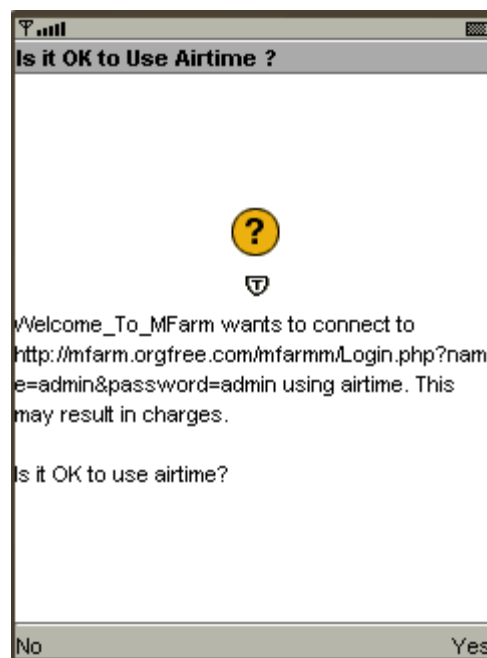 Is it OK to Use Airtime ?
?
T
Welcome_To_MFarm wants to connect to
http://mfarm.orgfree.com/mfarmm/Login.php?nam
e=admin&password=admin using airtime. This
may result in charges.
Is it OK to use airtime?
No Yes